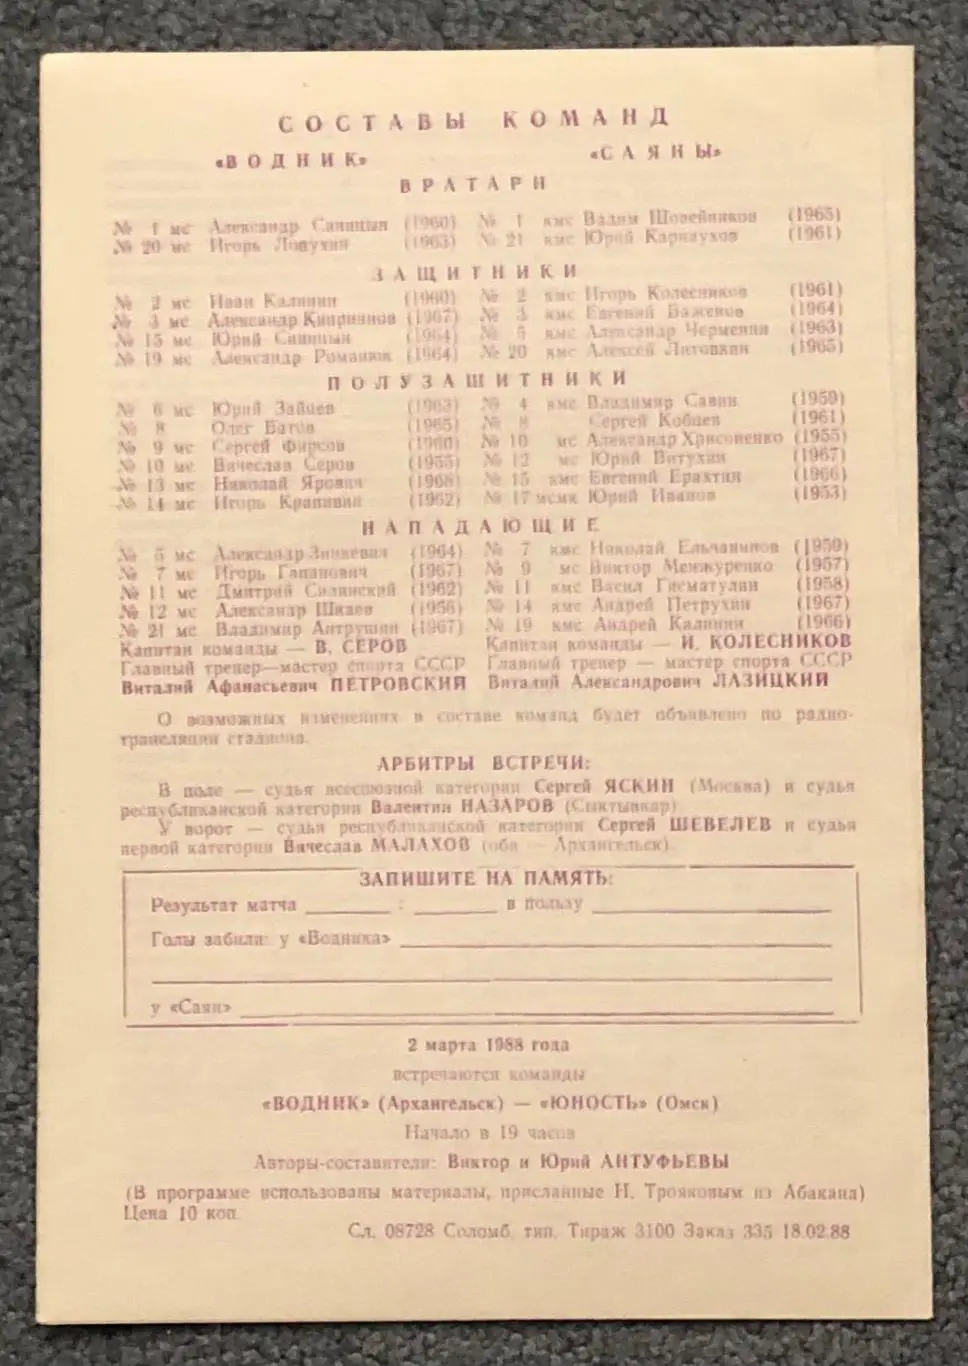 СОСТАВЫ КОМАНД
«ВОДНИК» «САЯНЫ»
ВРАТАРИ
№ 1 мс Александр Синицын (1960) № 1 кмс Вадим Шовейников (1965)
№ 20 мс Игорь Лопухин (1963) № 21 кмс Юрий Карнаухов (1961)
ЗАЩИТНИКИ
№ 2 мс Иван Калинин (1960) № 2 кмс Игорь Колесников (1961)
№ 3 мс Александр Киприянов (1967) № 3 кмс Евгений Баженов (1964)
№ 15 мс Юрий Синицын (1964) № 5 кмс Александр Черменин (1963)
№ 19 мс Александр Романюк (1964) № 20 кмс Алексей Литовкин (1965)
ПОЛУЗАЩИТНИКИ
№ 6 мс Юрий Зайцев (1963) № 4 кмс Владимир Савин (1959)
№ 8 Олег Батов (1965) № 8 Сергей Кобцев (1961)
№ 9 мс Сергей Фирсов (1960) № 10 мс Александр Хрисоненко (1955)
№ 10 мс Вячеслав Серов (1955) № 12 мс Юрий Витухин (1967)
№ 13 мс Николай Ярович (1968) № 15 кмс Евгений Ерахтин (1966)
№ 14 мс Игорь Крапивин (1962) № 17 мсмк Юрий Иванов (1953)
НАПАДАЮЩИЕ
№ 5 мс Александр Зинкевич (1964) № 7 кмс Николай Ельчанинов (1959)
№ 7 мс Игорь Гапанович (1967) № 9 мс Виктор Менжуренко (1957)
№ 11 мс Дмитрий Силинский (1962) № 11 кмс Васил Гисматулин (1958)
№ 12 мс Александр Шкаев (1956) № 14 кмс Андрей Петрухин (1967)
№ 21 мс Владимир Антрушин (1967) № 19 кмс Андрей Калинин (1966)
Капитан команды — В. СЕРОВ Капитан команды — И. КОЛЕСНИКОВ
Главный тренер—мастер спорта СССР Главный тренер — мастер спорта СССР
Виталий Афанасьевич ПЕТРОВСКИЙ Виталий Александрович ЛАЗИЦКИЙ
О возможных изменениях в составе команд будет объявлено по радио-
трансляции стадиона.
АРБИТРЫ ВСТРЕЧИ:
В поле — судья всесоюзной категории Сергей ЯСКИН (Москва) и судья
республиканской категории Валентин НАЗАРОВ (Сыктывкар).
У ворот — судья республиканской категории Сергей ШЕВЕЛЕВ и судья
первой категории Вячеслав МАЛАХОВ (оба — Архангельск).
ЗАПИШИТЕ НА ПАМЯТЬ:
Результат матча ______ : ______ в пользу ______
Голы забили: у «Водника» ______
у «Саян» ______
2 марта 1988 года
встречаются команды
«ВОДНИК» (Архангельск) — «ЮНОСТЬ» (Омск)
Начало в 19 часов
Авторы-составители: Виктор и Юрий АНТУФЬЕВЫ
(В программе использованы материалы, присланные Н. Трояковым из Абакана)
Цена 10 коп.
Сл. 08728 Соломб. тип. Тираж 3100 Заказ 335 18.02.88